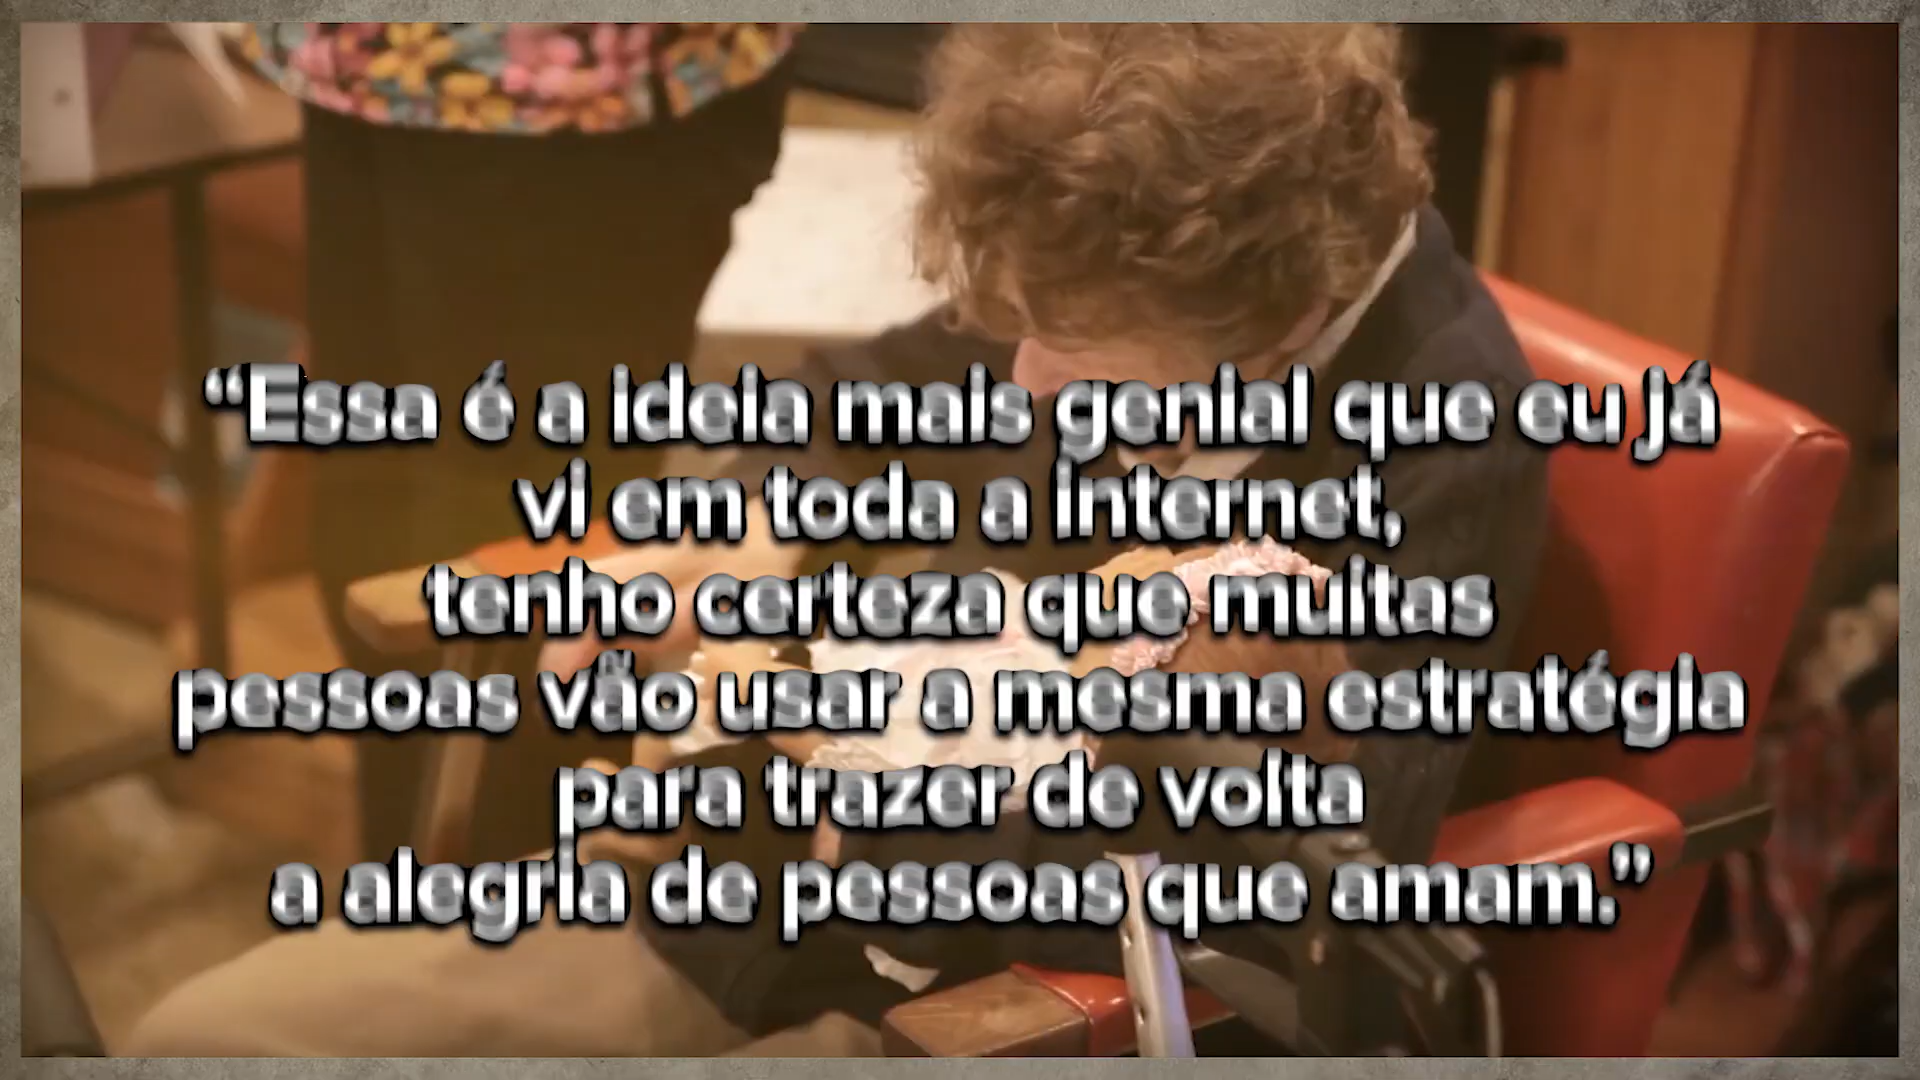 “Essa é a ideia mais genial que eu já
vi em toda a internet,
tenho certeza que muitas
pessoas vão usar a mesma estratégia
para trazer de volta
a alegria de pessoas que amam.”